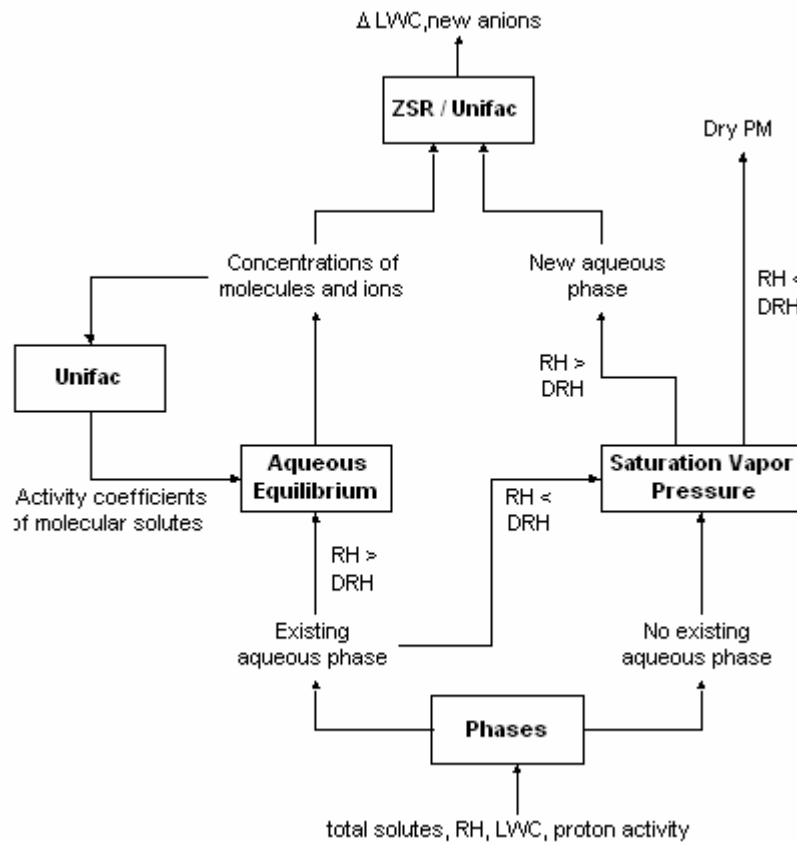 Δ LWC,new anions
ZSR / Unifac
Dry PM
Concentrations of
molecules and ions
New aqueous
phase
RH <
DRH
Unifac
RH >
DRH
Aqueous
Equilibrium
Saturation Vapor
Pressure
Activity coefficients
of molecular solutes
RH <
DRH
RH >
DRH
Existing
aqueous phase
No existing
aqueous phase
Phases
total solutes, RH, LWC, proton activity